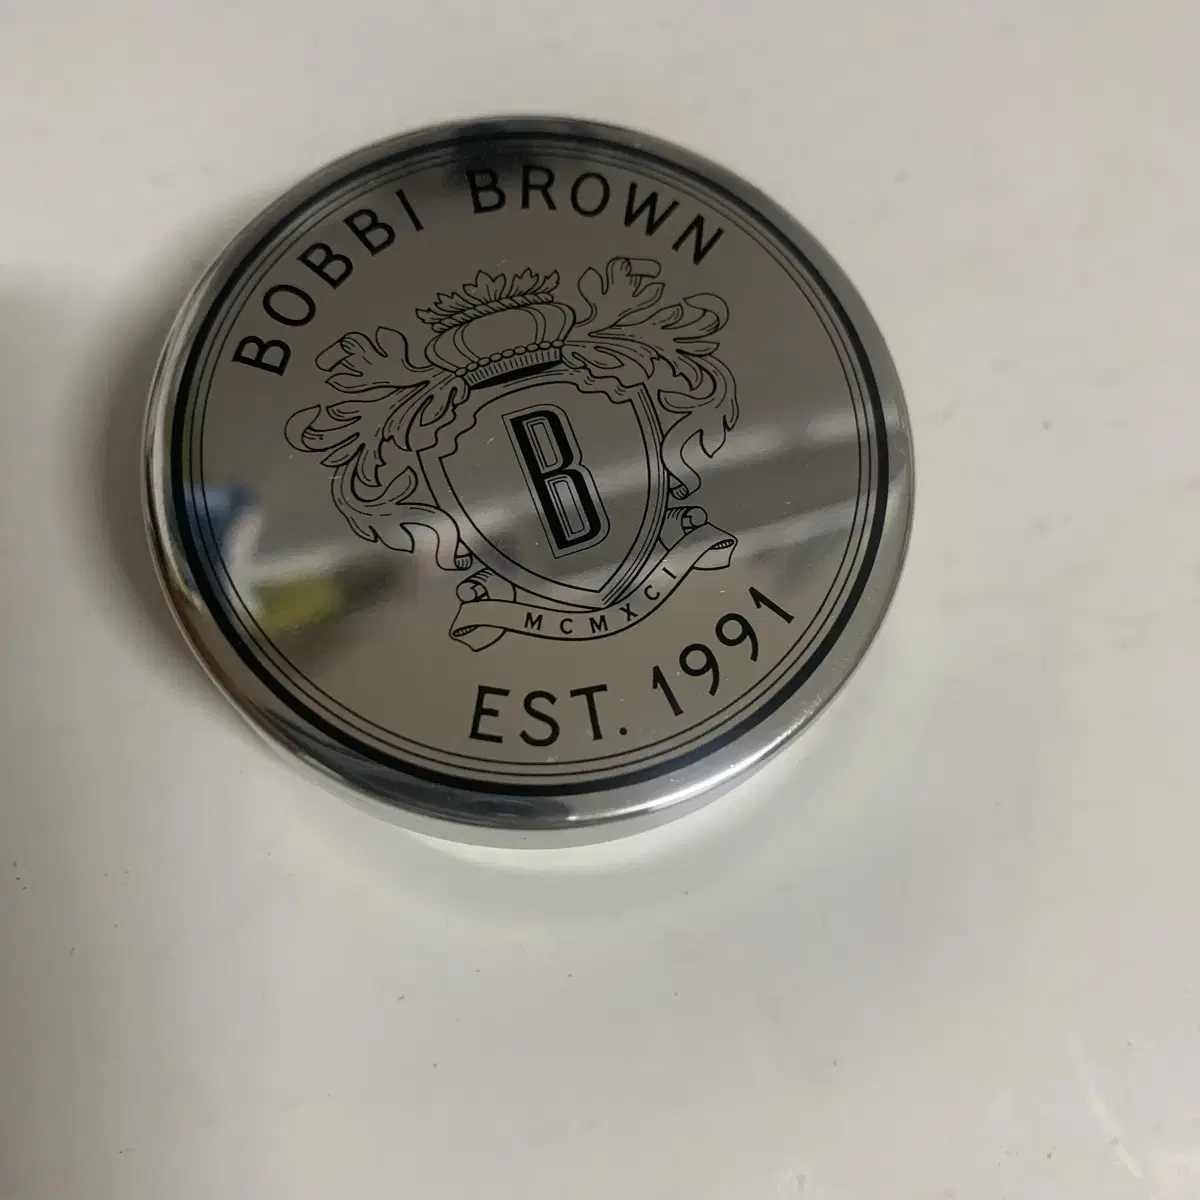 BOBBI BROWN
B
MCMXCI
EST. 1991